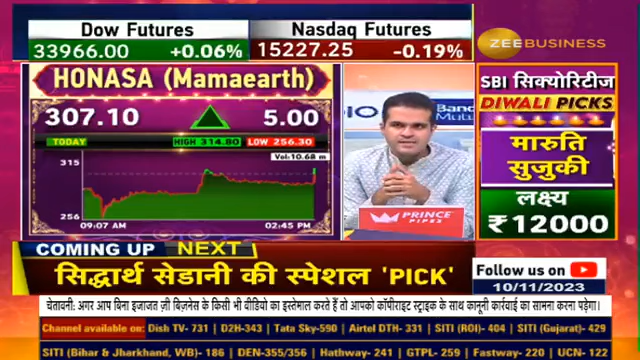 Dow Futures
33966.00 +0.06%
Nasdaq Futures
15227.25 -0.19%
ZEE BUSINESS
HONASA (Mamaearth)
307.10 5.00
TODAY HIGH 314.80 LOW 256.30
Vol:10.68 m
315
256
09:07 AM 02:45 PM
PRINCE
PIPES
SBI सिक्योरिटीज
DIWALI PICKS
मारुति
सुजुकी
लक्ष्य
₹12000
COMING UP NEXT
सिद्धार्थ सेडानी की स्पेशल 'PICK'
Follow us on
10/11/2023
चेतावनी: अगर आप बिना इजाजत ज़ी बिज़नेस के किसी भी वीडियो का इस्तेमाल करते हैं तो आपको कॉपीराइट स्ट्राइक के साथ कानूनी कार्रवाई का सामना करना पड़ेगा।
Channel available on: Dish TV- 731 | D2H-343 | Tata Sky-590 | Airtel DTH- 331 | SITI (ROI) - 404 | SITI (Gujarat) - 429
SITI (Bihar & Jharkhand, WB)- 186 | DEN-355/356 | Hathway- 241 | GTPL- 259 | Fastway- 220 | UCN- 122